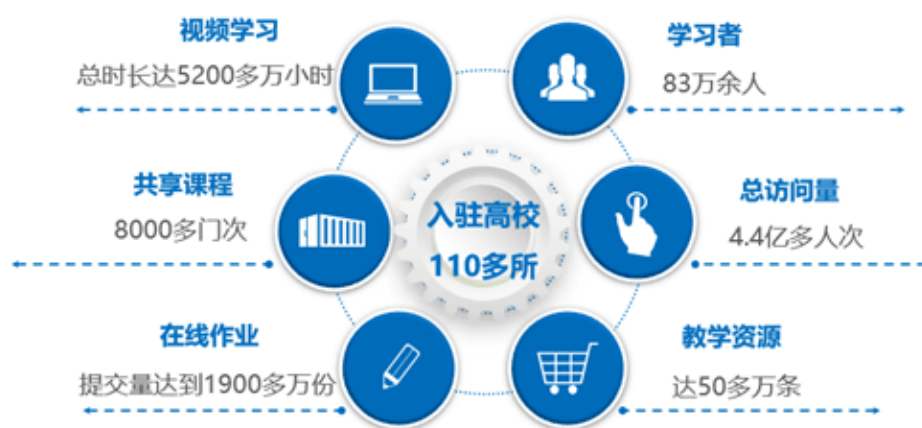 视频学习
总时长达5200多万小时
学习者
83万余人
共享课程
8000多门次
入驻高校
110多所
总访问量
4.4亿多人次
在线作业
提交量达到1900多万份
教学资源
达50多万条